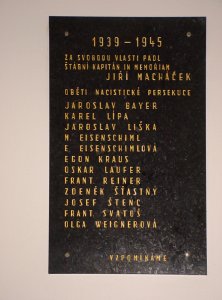 1939-1945
ZA SVOBODU VLASTI PADL
ŠTÁBNÍ KAPITÁN IN MEMORIAM
JIŘÍ MACHÁČEK
OBĚTI NACISTICKÉ PERSEKUCE
JAROSLAV BAYER
KAREL LÍPA
JAROSLAV LIŠKA
M. EISENSCHIML
E. EISENSCHIMLOVÁ
EGON KRAUS
OSKAR LAUFER
FRANT REINER
ZDENĚK ŠŤASTNÝ
JOSEF ŠTENC
FRANT SVATOŠ
OLGA WEIGNEROVÁ
VZPOMÍNÁME